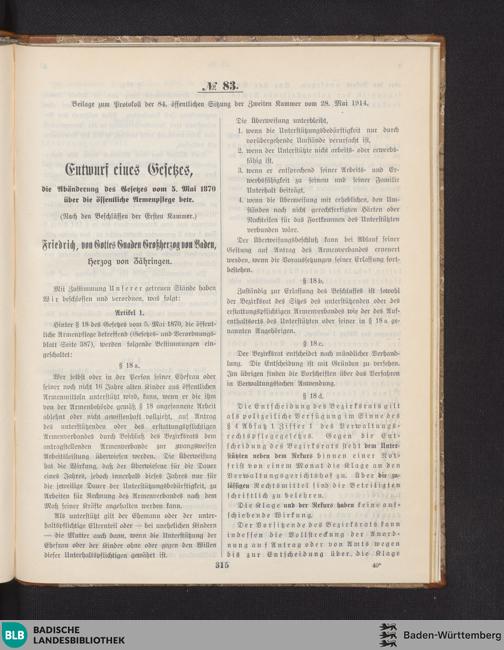 № 83.
Beilage zum Protokoll der 84. öffentlichen Sitzung der Zweiten Kammer vom 28. Mai 1914.
Entwurf eines Gesetzes,
die Abänderung des Gesetzes vom 5. Mai 1870
über die öffentliche Armenpflege betr.
(Nach den Beschlüssen der Ersten Kammer.)
Friedrich, von Gottes Gnaden Großherzog von Baden,
Herzog von Zähringen.
Mit Zustimmung Unserer getreuen Stände haben
Wir beschlossen und verordnen, was folgt:
Artikel 1.
Hinter § 18 des Gesetzes vom 5. Mai 1870, die öffent-
liche Armenpflege betreffend (Gesetzes- und Verordnungs-
blatt Seite 387), werden folgende Bestimmungen ein-
geschaltet:
§ 18a.
Wer selbst oder in der Person seiner Ehefrau oder
seiner noch nicht 16 Jahre alten Kinder aus öffentlichen
Armenmitteln unterstützt wird, kann, wenn er die ihm
von der Armenbehörde gemäß § 18 angesonnene Arbeit
ablehnt oder nicht gewissenhaft vollzieht, auf Antrag
des unterstützenden oder des erstattungspflichtigen
Armenverbandes durch Beschluß des Bezirksrats dem
antragstellenden Armenverbande zur zwangsweisen
Arbeitsleistung überwiesen werden. Die Überweisung
hat die Wirkung, daß der Überwiesene für die Dauer
eines Jahres, jedoch innerhalb dieses Jahres nur für
die jeweilige Dauer der Unterstützungsbedürftigkeit, zu
Arbeiten für Rechnung des Armenverbandes nach dem
Maß seiner Kräfte angehalten werden kann.
Als unterstützt gilt der Ehemann oder der unter-
haltspflichtige Elternteil oder — bei unehelichen Kindern
— die Mutter auch dann, wenn die Unterstützung der
Ehefrau oder der Kinder ohne oder gegen den Willen
dieser Unterhaltspflichtigen gewährt ist.
Die Überweisung unterbleibt,
1. wenn die Unterstützungsbedürftigkeit nur durch
vorübergehende Umstände verursacht ist,
2. wenn der Unterstützte nicht arbeits- oder erwerbs-
fähig ist,
3. wenn er entsprechend seiner Arbeits- und Er-
werbsfähigkeit zu seinem und seiner Familie
Unterhalt beiträgt,
4. wenn die Überweisung mit erheblichen, den Um-
ständen nach nicht gerechtfertigten Härten oder
Nachteilen für das Fortkommen des Unterstützten
verbunden wäre.
Der Überweisungsbeschluß kann bei Ablauf seiner
Geltung auf Antrag des Armenverbandes erneuert
werden, wenn die Voraussetzungen seiner Erlassung fort-
bestehen.
§ 18b.
Zuständig zur Erlassung des Beschlusses ist sowohl
der Bezirksrat des Sitzes des unterstützenden oder des
erstattungspflichtigen Armenverbandes wie der des Auf-
enthaltsorts des Unterstützten oder seiner in § 18a ge-
nannten Angehörigen.
§ 18c.
Der Bezirksrat entscheidet nach mündlicher Verhand-
lung. Die Entscheidung ist mit Gründen zu versehen.
Im übrigen finden die Vorschriften über das Verfahren
in Verwaltungssachen Anwendung.
§ 18d.
Die Entscheidung des Bezirksrats gilt
als polizeiliche Verfügung im Sinne des
§ 4 Absatz 1 Ziffer 1 des Verwaltungs-
rechtspflegegesetzes. Gegen die Ent-
scheidung des Bezirksrats steht dem Unter-
stützten neben dem Rekurs binnen einer Not-
frist von einem Monat die Klage an den
Verwaltungsgerichtshof zu. Über die zu-
lässigen Rechtsmittel sind die Beteiligten
schriftlich zu belehren.
Die Klage und der Rekurs haben keine auf-
schiebende Wirkung.
Der Vorsitzende des Bezirksrats kann
indessen die Vollstreckung der Anord-
nung auf Antrag oder von Amts wegen
bis zur Entscheidung über die Klage
315
40*
BLB
BADISCHE
LANDESBIBLIOTHEK
Baden-Württemberg